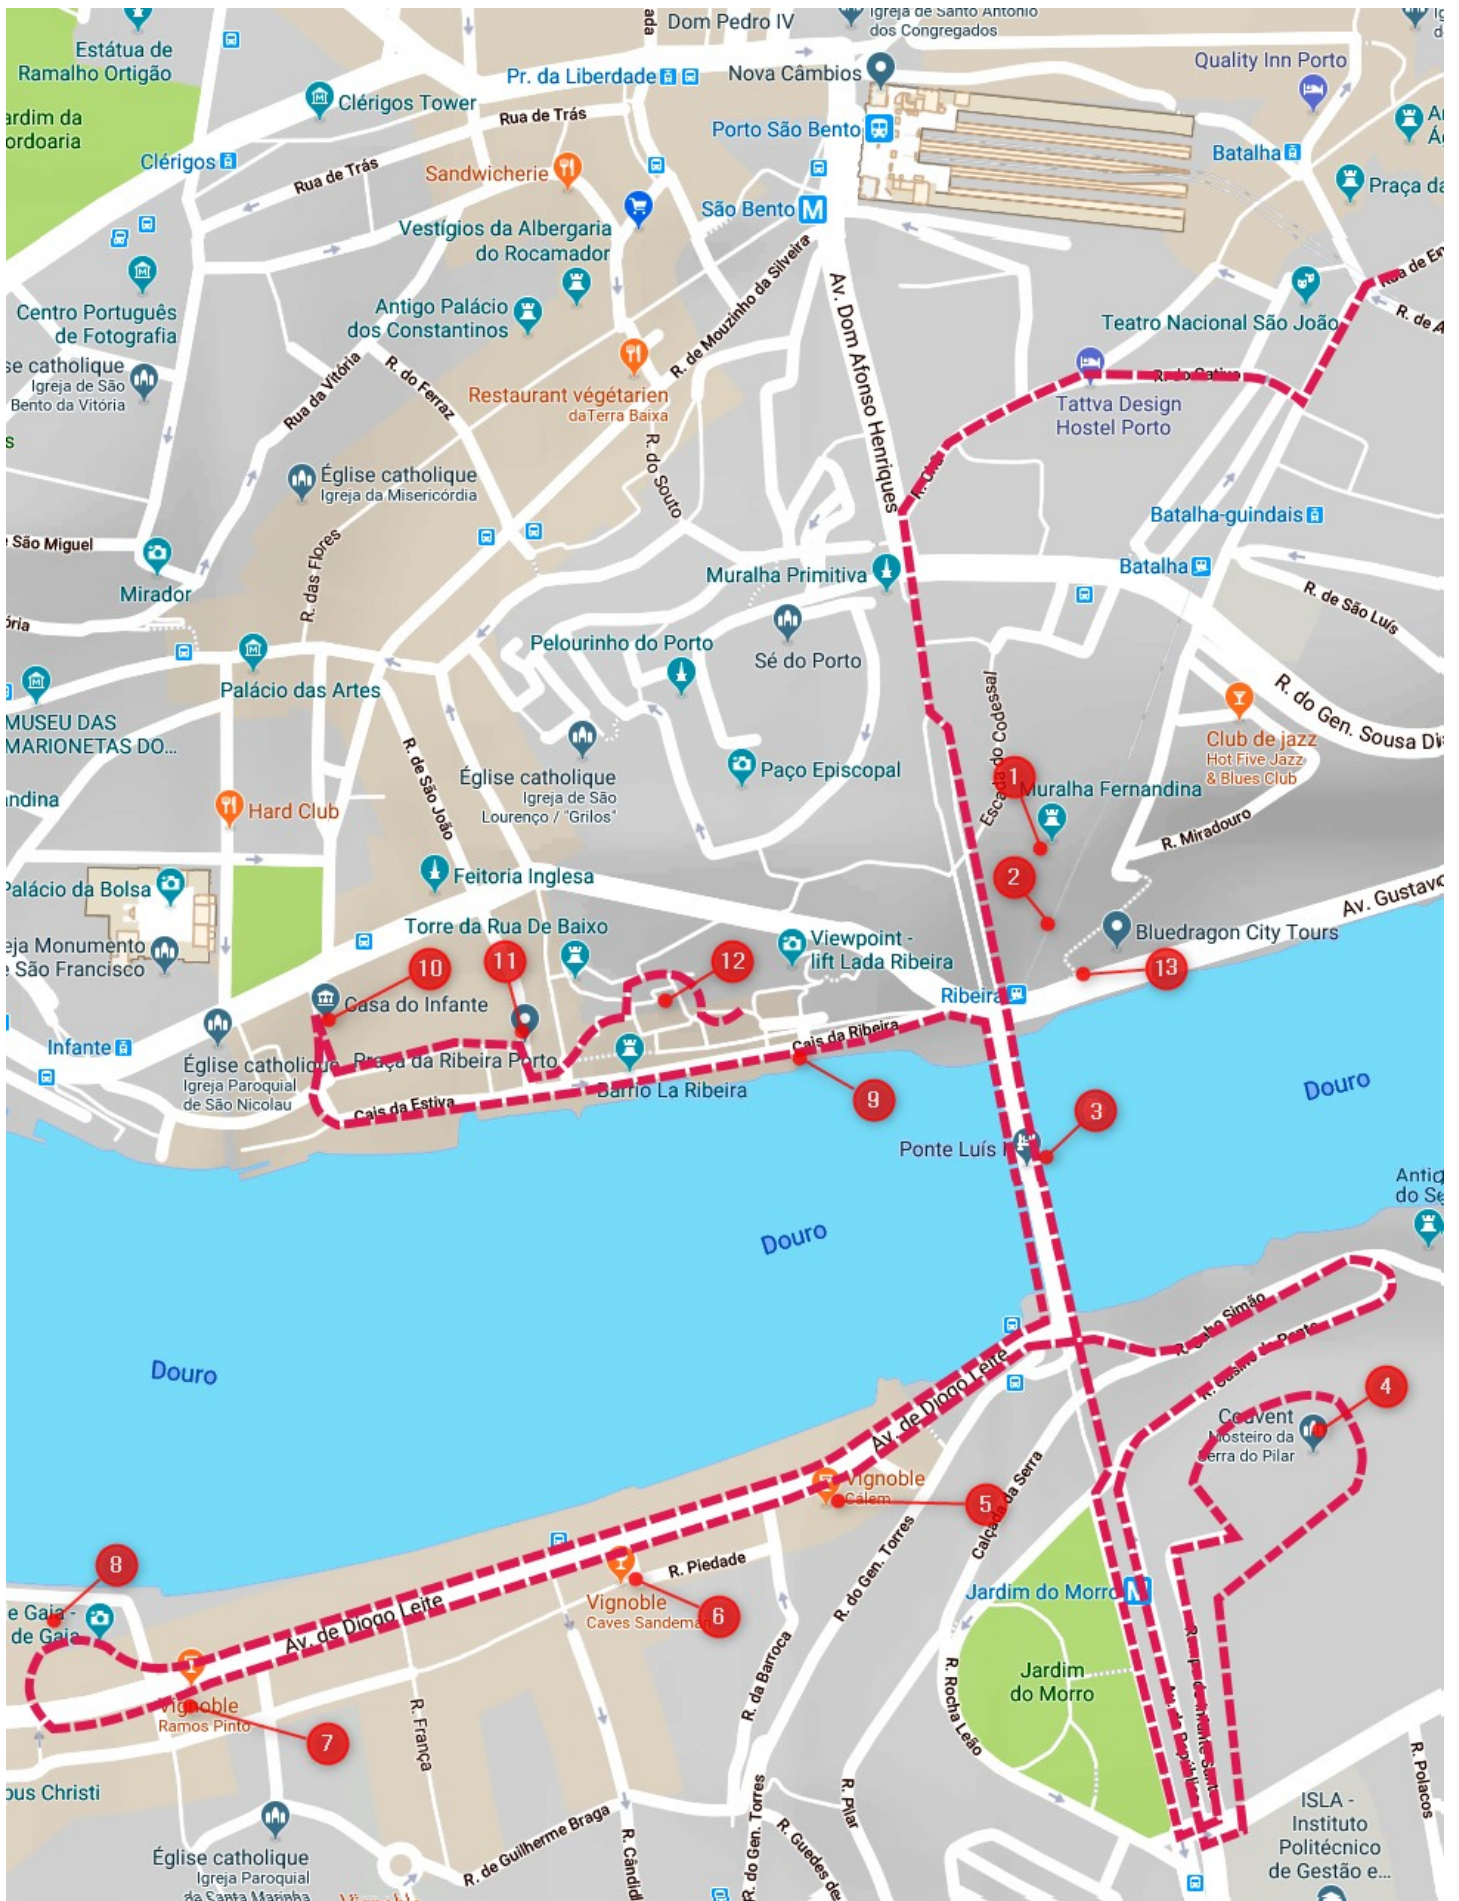 Dom Pedro IV
Igreja de Santo António
dos Congregados
Estátua de
Ramalho Ortigão
Pr. da Liberdade
Nova Câmbios
Quality Inn Porto
Clérigos Tower
Rua de Trás
Porto São Bento
Batalha
Clérigos
Rua de Trás
Sandwicherie
São Bento
M
Vestígios da Albergaria
do Rocamador
R. de Mouzinho da Silveira
Av. Dom Afonso Henriques
Antigo Palácio
dos Constantinos
Centro Português
de Fotografia
Teatro Nacional São João
Igreja de São
Bento da Vitória
Rua da Vitória
R. do Ferraz
Restaurant végétarien
daTerra Baixa
Tattva Design
Hostel Porto
R. do Souto
R. Chã
Église catholique
Igreja da Misericórdia
Batalha-guindais
São Miguel
Mirador
R. das Flores
Muralha Primitiva
Batalha
R. de São Luís
Pelourinho do Porto
Sé do Porto
Palácio das Artes
MUSEU DAS
MARIONETAS DO...
R. de São João
Église catholique
Igreja de São
Lourenço / "Grilos"
Paço Episcopal
Escada do Codessal
Club de jazz
Hot Five Jazz
& Blues Club
1
Muralha Fernandina
Hard Club
R. Miradouro
Feitoria Inglesa
2
Palácio da Bolsa
Torre da Rua De Baixo
Viewpoint -
lift Lada Ribeira
Bluedragon City Tours
Monumento
São Francisco
10
11
12
13
Casa do Infante
Ribeira
Cais da Ribeira
Infante
Église catholique
Igreja Paroquial
de São Nicolau
Praça da Ribeira Porto
Barrio La Ribeira
Cais da Estiva
9
Douro
3
Ponte Luís I
Douro
Douro
R. Cabo Simão
Av. de Diogo Leite
4
Couvent
Mosteiro da
Serra do Pilar
Vignoble
Cálem
5
Calçada da Serra
8
R. Piedade
R. do Gen. Torres
Jardim do Morro
Vignoble
Caves Sandeman
6
Av. de Diogo Leite
Vignoble
Ramos Pinto
7
R. França
R. da Barroca
R. Rocha Leão
Jardim
do Morro
R. Polacos
R. Pilar
Église catholique
Igreja Paroquial
de Santa Marinha
R. de Guilherme Braga
R. do Gen. Torres
ISLA -
Instituto
Politécnico
de Gestão e...